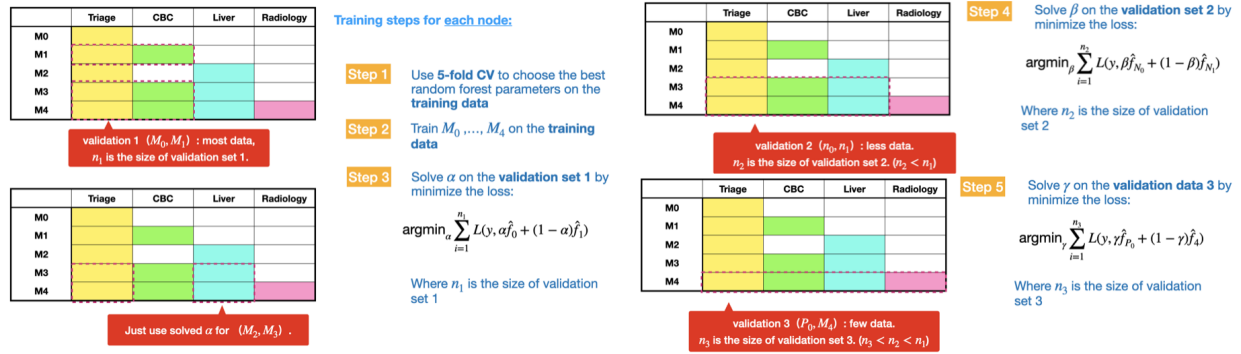 Triage CBC Liver Radiology
M0
M1
M2
M3
M4
validation 1 (M₀, M₁) : most data,
n₁ is the size of validation set 1.
Triage CBC Liver Radiology
M0
M1
M2
M3
M4
Just use solved α for (M₂, M₃) .
Training steps for each node:
Step 1
Use 5-fold CV to choose the best
random forest parameters on the
training data
Step 2
Train M₀ ,..., M₄ on the training
data
Step 3
Solve α on the validation set 1 by
minimize the loss:
argmin_α ∑_{i=1}^{n₁} L(y, αf̂₀ + (1 − α)f̂₁)
Where n₁ is the size of validation
set 1
Triage CBC Liver Radiology
M0
M1
M2
M3
M4
validation 2 (n₀, n₁) : less data.
n₂ is the size of validation set 2. (n₂ < n₁)
Triage CBC Liver Radiology
M0
M1
M2
M3
M4
validation 3 (P₀, M₄) : few data.
n₃ is the size of validation set 3. (n₃ < n₂ < n₁)
Step 4
Solve β on the validation set 2 by
minimize the loss:
argmin_β ∑_{i=1}^{n₂} L(y, βf̂_{N₀} + (1 − β)f̂_{N₁})
Where n₂ is the size of validation
set 2
Step 5
Solve γ on the validation data 3 by
minimize the loss:
argmin_γ ∑_{i=1}^{n₃} L(y, γf̂_{P₀} + (1 − γ)f̂₄)
Where n₃ is the size of validation
set 3